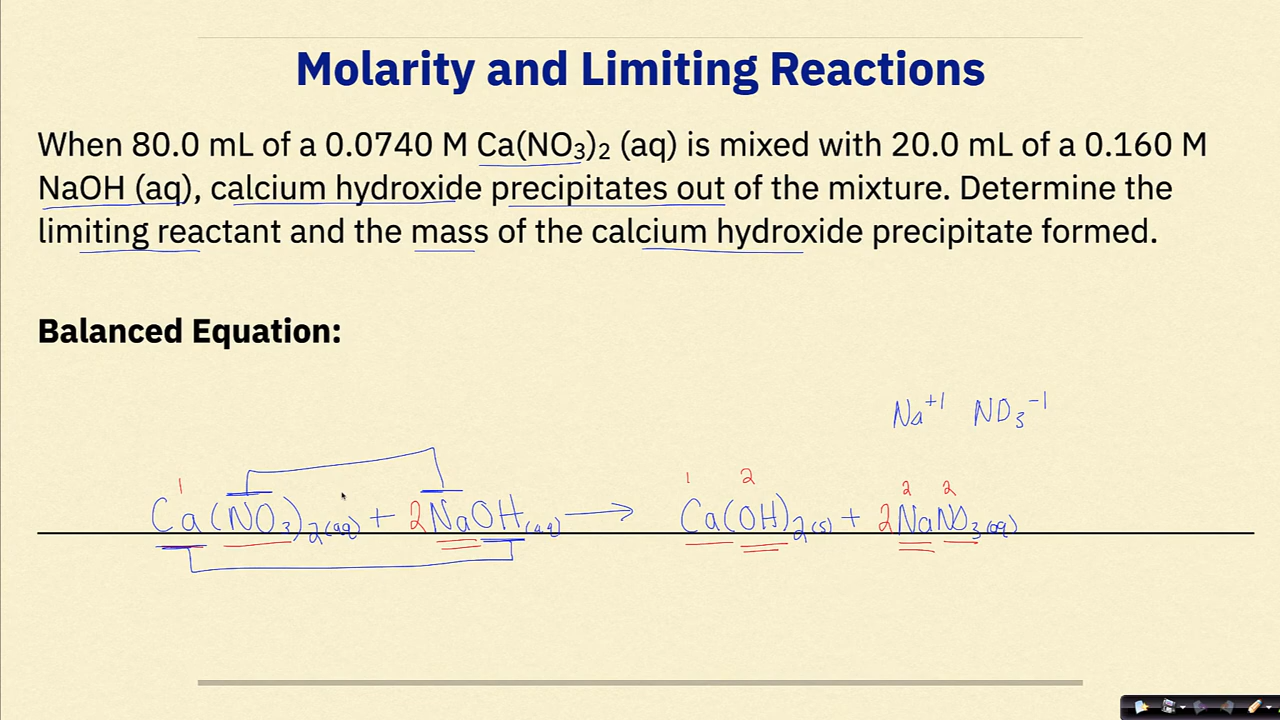 Molarity and Limiting Reactions
When 80.0 mL of a 0.0740 M Ca(NO₃)₂ (aq) is mixed with 20.0 mL of a 0.160 M
NaOH (aq), calcium hydroxide precipitates out of the mixture. Determine the
limiting reactant and the mass of the calcium hydroxide precipitate formed.
Balanced Equation:
Na⁺¹ NO₃⁻¹
1 1 2 2 2
Ca(NO₃)₂(aq) + 2NaOH(aq) → Ca(OH)₂(s) + 2NaNO₃(aq)